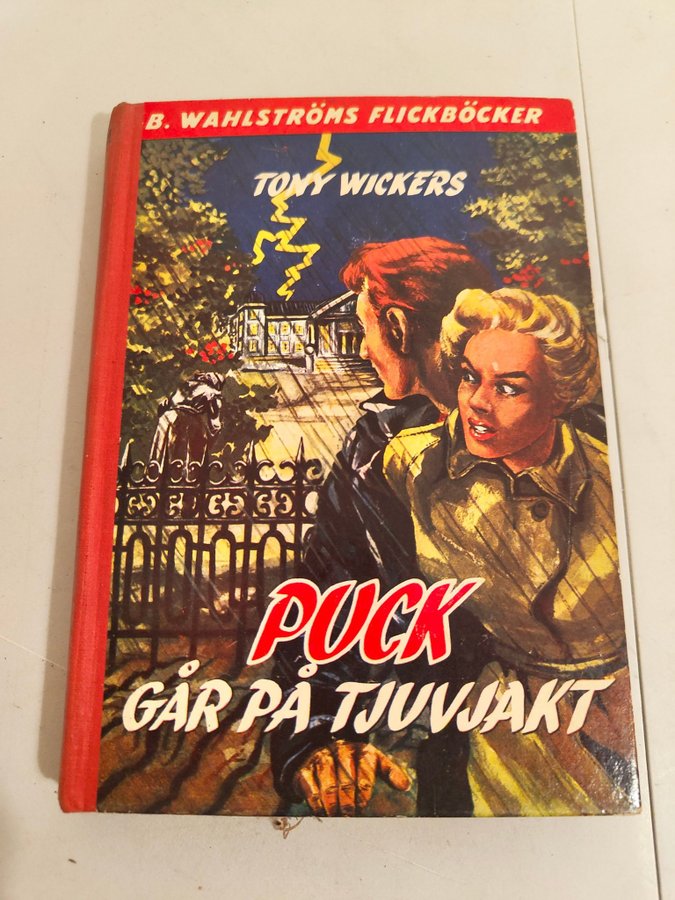 B. WAHLSTRÖMS FLICKBÖCKER
TONY WICKERS
PUCK
GÅR PÅ TJUVJAKT